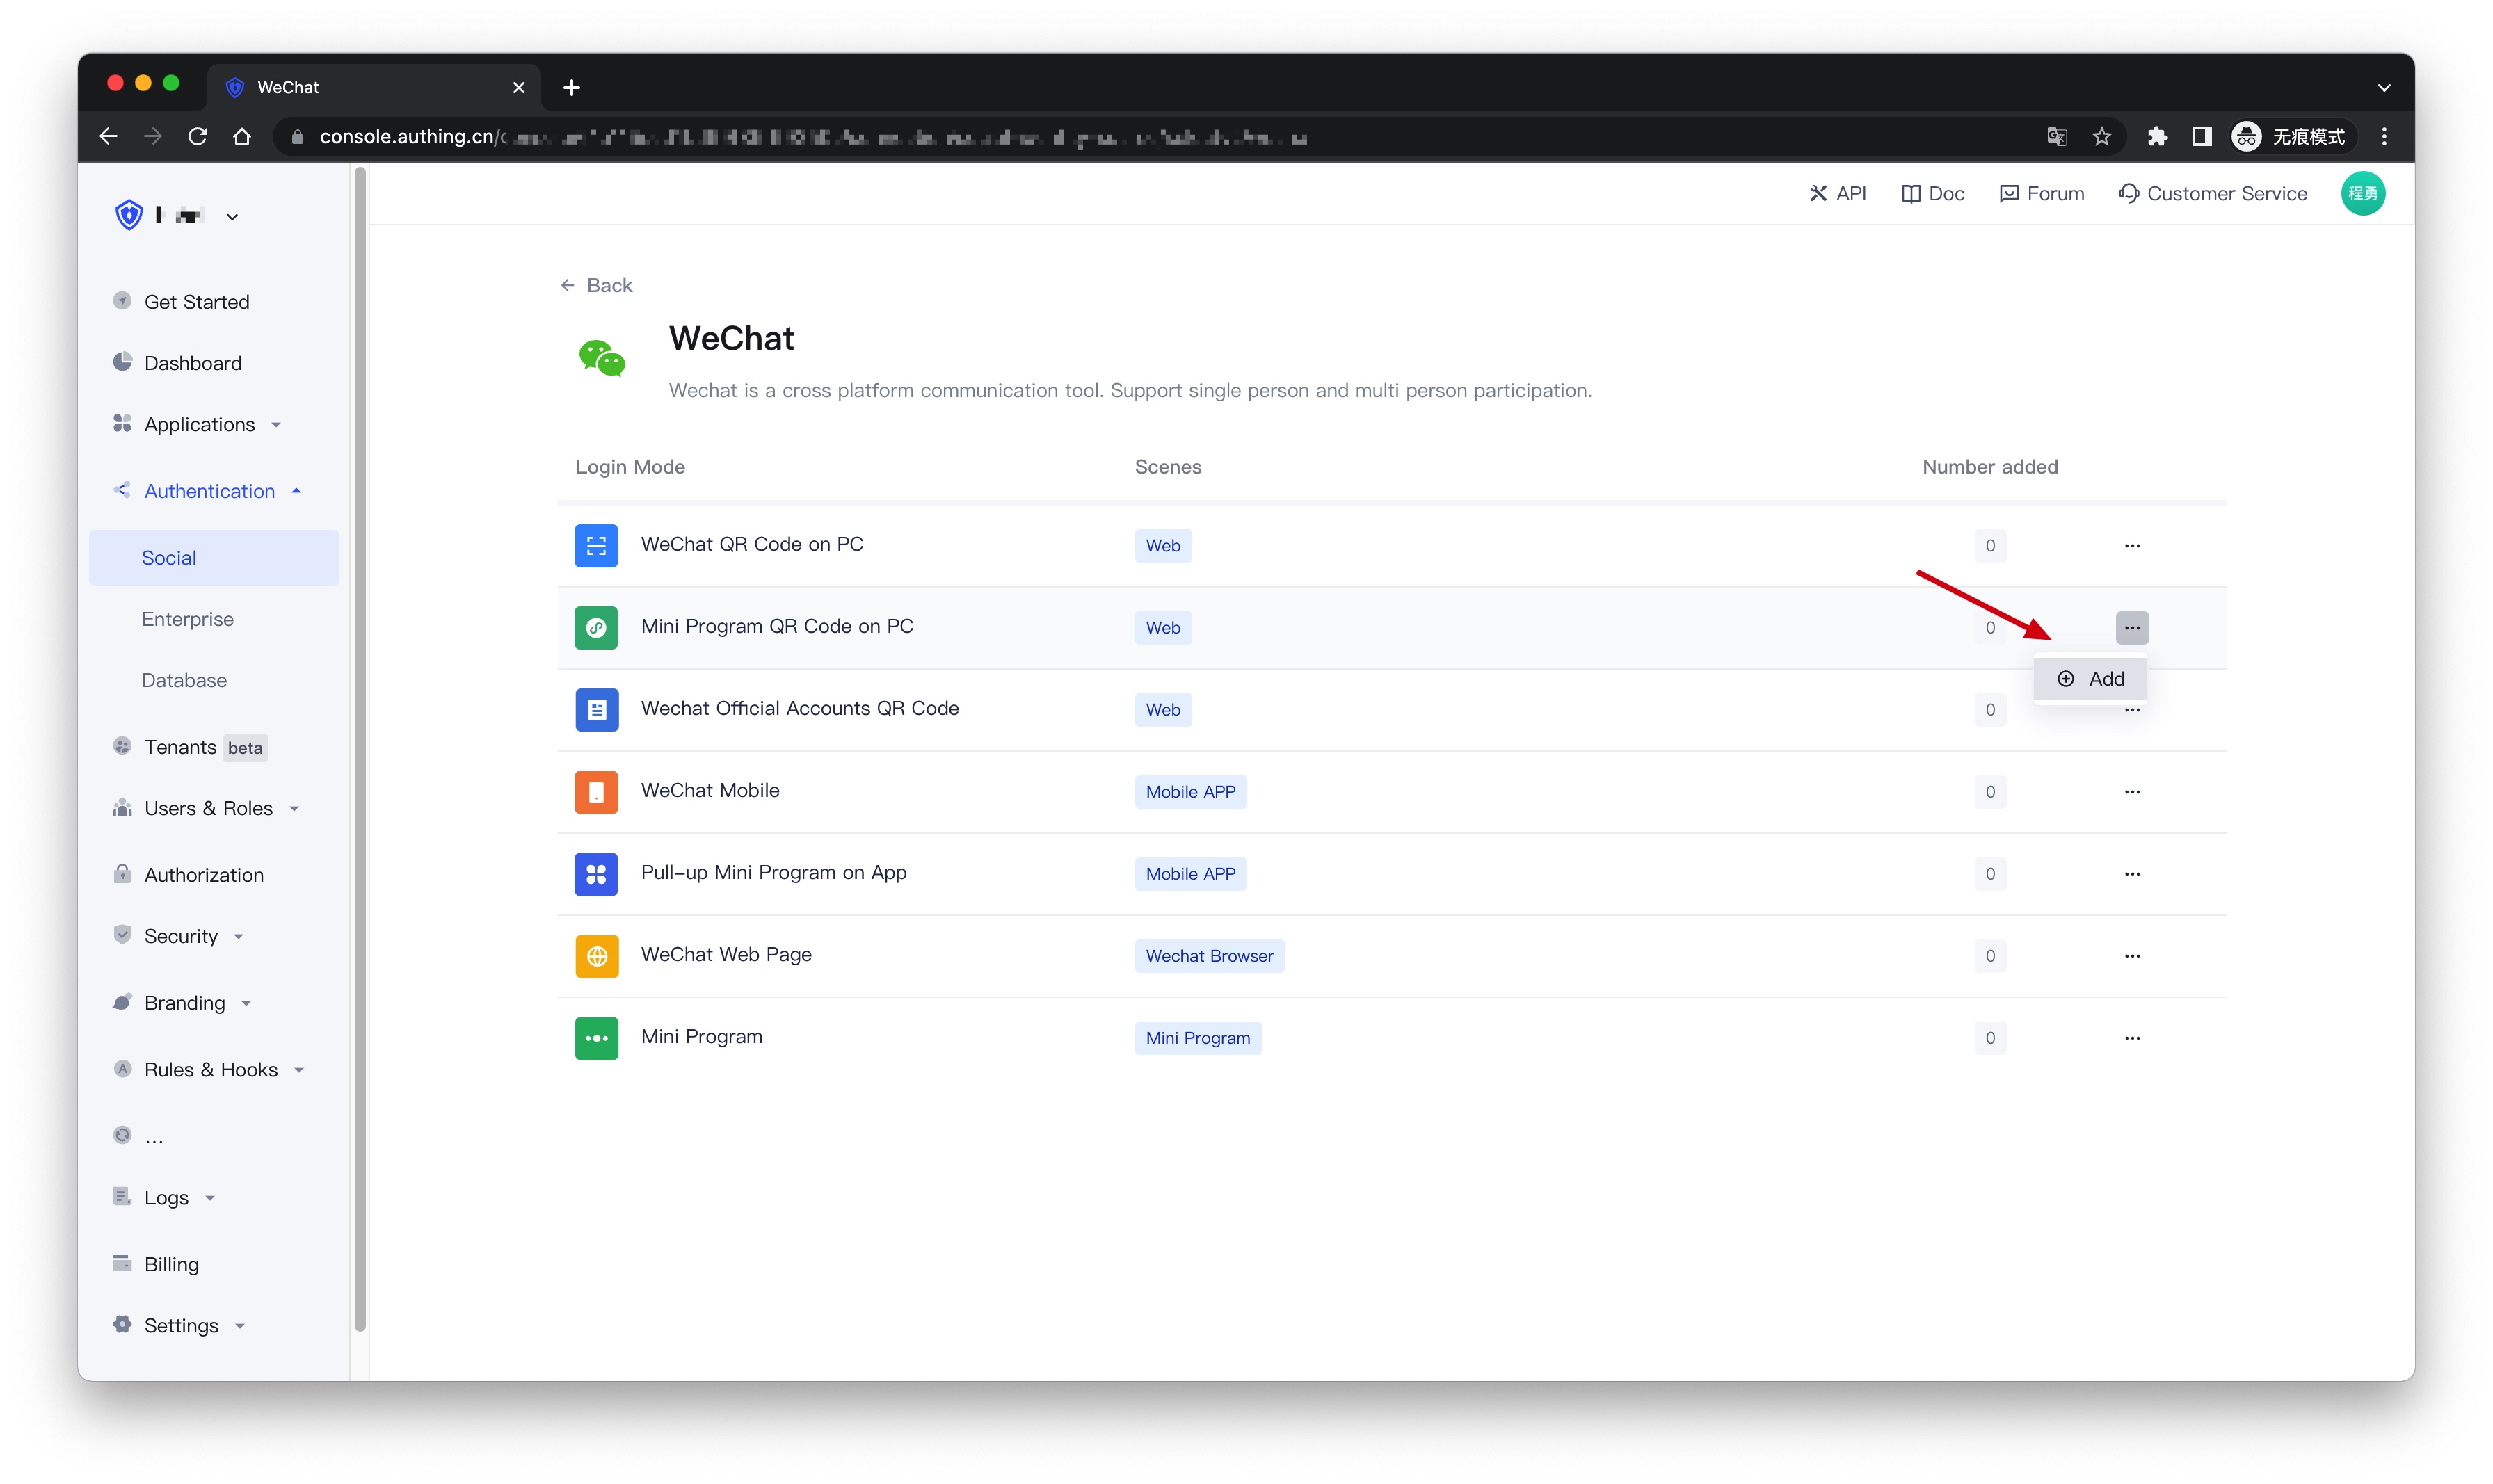 WeChat
console.authing.cn/
无痕模式
API
Doc
Forum
Customer Service
程勇
Get Started
Dashboard
Applications
Authentication
Social
Enterprise
Database
Tenants beta
Users & Roles
Authorization
Security
Branding
Rules & Hooks
...
Logs
Billing
Settings
Back
WeChat
Wechat is a cross platform communication tool. Support single person and multi person participation.
Login Mode Scenes Number added
WeChat QR Code on PC Web 0 ...
Mini Program QR Code on PC Web 0 ...
Add
Wechat Official Accounts QR Code Web 0 ...
WeChat Mobile Mobile APP 0 ...
Pull-up Mini Program on App Mobile APP 0 ...
WeChat Web Page Wechat Browser 0 ...
Mini Program Mini Program 0 ...